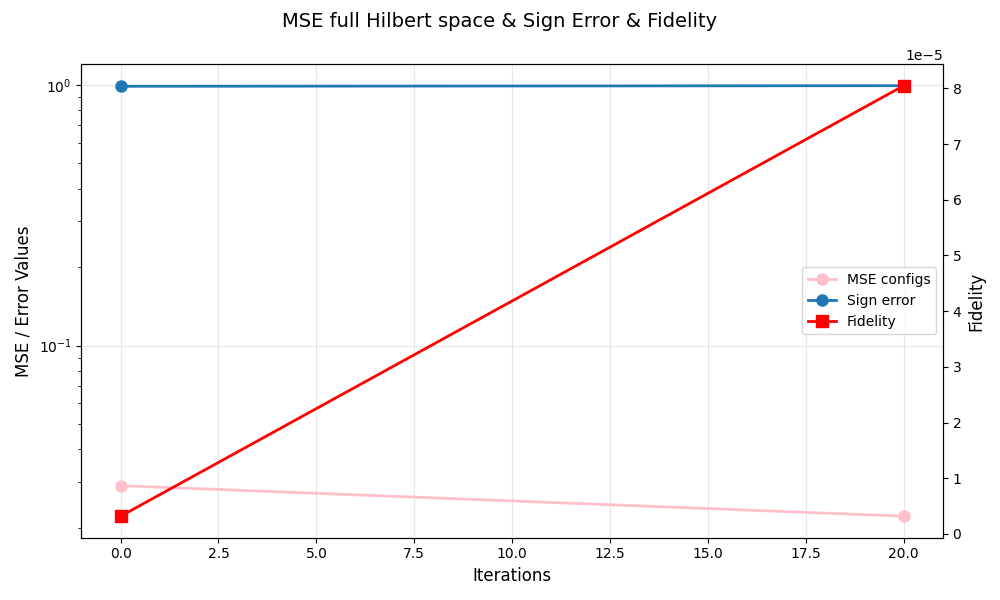 MSE full Hilbert space & Sign Error & Fidelity
1e−5
MSE / Error Values
10⁰
10⁻¹
8
7
6
5
4
3
2
1
0
Fidelity
MSE configs
Sign error
Fidelity
0.0 2.5 5.0 7.5 10.0 12.5 15.0 17.5 20.0
Iterations